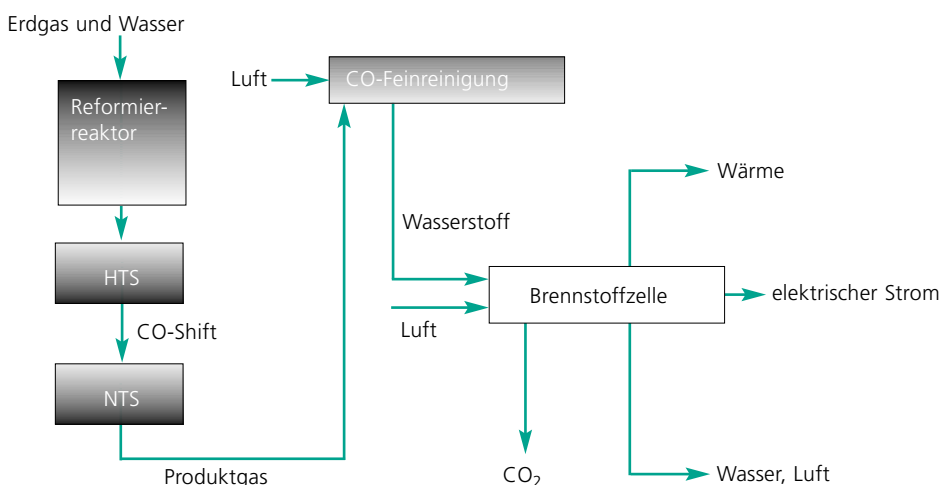 Erdgas und Wasser
Reformier-
reaktor
HTS
CO-Shift
NTS
Produktgas
Luft
CO-Feinreinigung
Wasserstoff
Luft
Brennstoffzelle
Wärme
elektrischer Strom
CO₂
Wasser, Luft